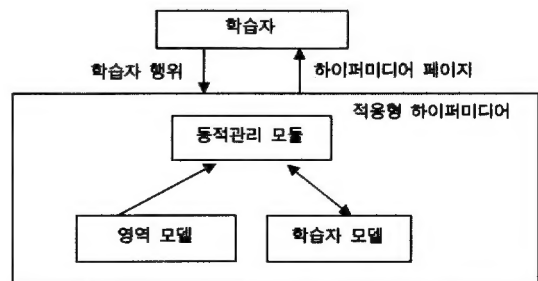 학습자
학습자 행위
하이퍼미디어 페이지
적응형 하이퍼미디어
동적관리 모듈
영역 모델
학습자 모델